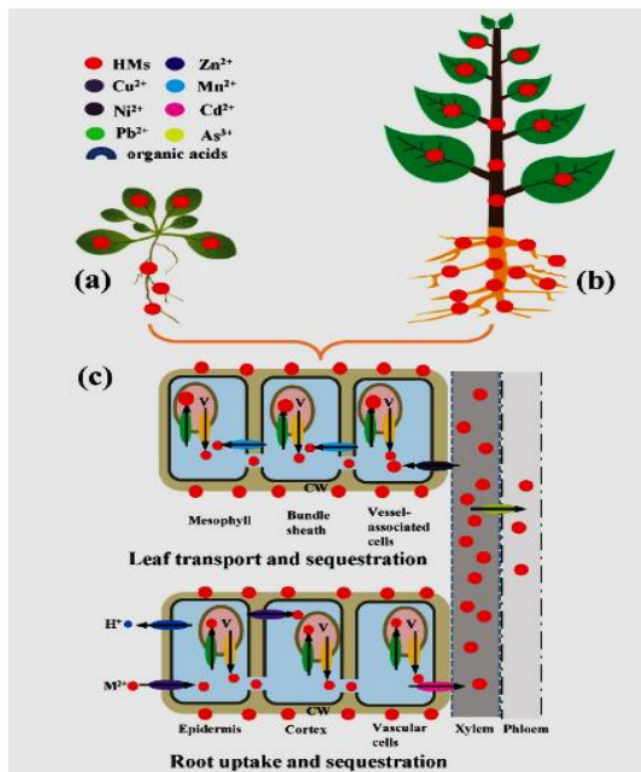 HMs Zn²⁺
Cu²⁺ Mn²⁺
Ni²⁺ Cd²⁺
Pb²⁺ As³⁺
organic acids
(a)
(b)
(c)
V V V
CW
Mesophyll Bundle sheath Vessel-associated cells
Leaf transport and sequestration
H⁺
V V V
M²⁺
CW
Epidermis Cortex Vascular cells Xylem Phloem
Root uptake and sequestration